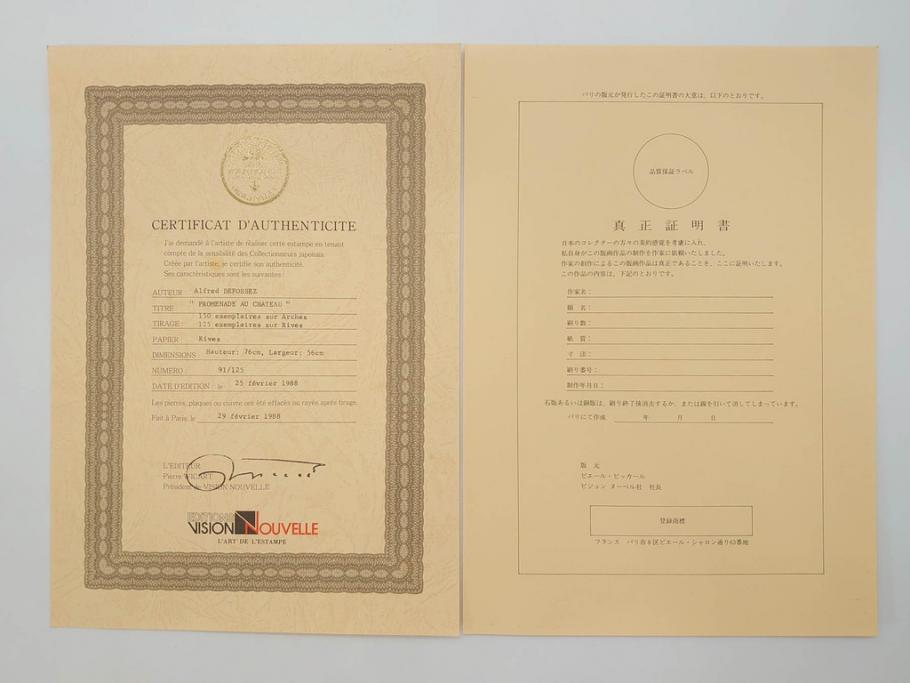 CERTIFICAT D'AUTHENTICITE
J'ai demandé à l'artiste de réaliser cette estampe en tenant
compte de la sensibilité des Collectionneurs japonais.
Créée par l'artiste, je certifie son authenticité.
Ses caractéristiques sont les suivantes :
AUTEUR : Alfred DEFOSSEZ
TITRE : " PROMENADE AU CHATEAU "
150 exemplaires sur Arches
TIRAGE : 125 exemplaires sur Rives
PAPIER : Rives
DIMENSIONS : Hauteur: 76cm, Largeur: 56cm
NUMERO : 91/125
DATE D'EDITION : le 25 février 1988
Les pierres, plaques ou cuivre ont été effacés ou rayés après tirage.
Fait à Paris, le 29 février 1988
L'EDITEUR
Pierre WICART
Président de VISION NOUVELLE
EDITIONS
VISION NOUVELLE
L'ART DE L'ESTAMPE
パリの版元が発行したこの証明書の大意は、以下のとおりです。
品質保証ラベル
真正証明書
日本のコレクターの方々の美的感覚を考慮に入れ、
私自身がこの版画作品の制作を作家に依頼いたしました。
作家の創作によるこの版画作品は真正であることを、ここに証明いたします。
この作品の内容は、下記のとおりです。
作家名：
題名：
刷り数：
紙質：
寸法：
刷り番号：
制作年月日：
石版あるいは銅版は、刷り終了後消去するか、または線を引いて消してしまっています。
パリにて作成 年 月 日
版元
ピエール・ビッカール
ビジョン ヌーベル社 社長
登録商標
フランス パリ市8区ピエール・シャロン通り63番地